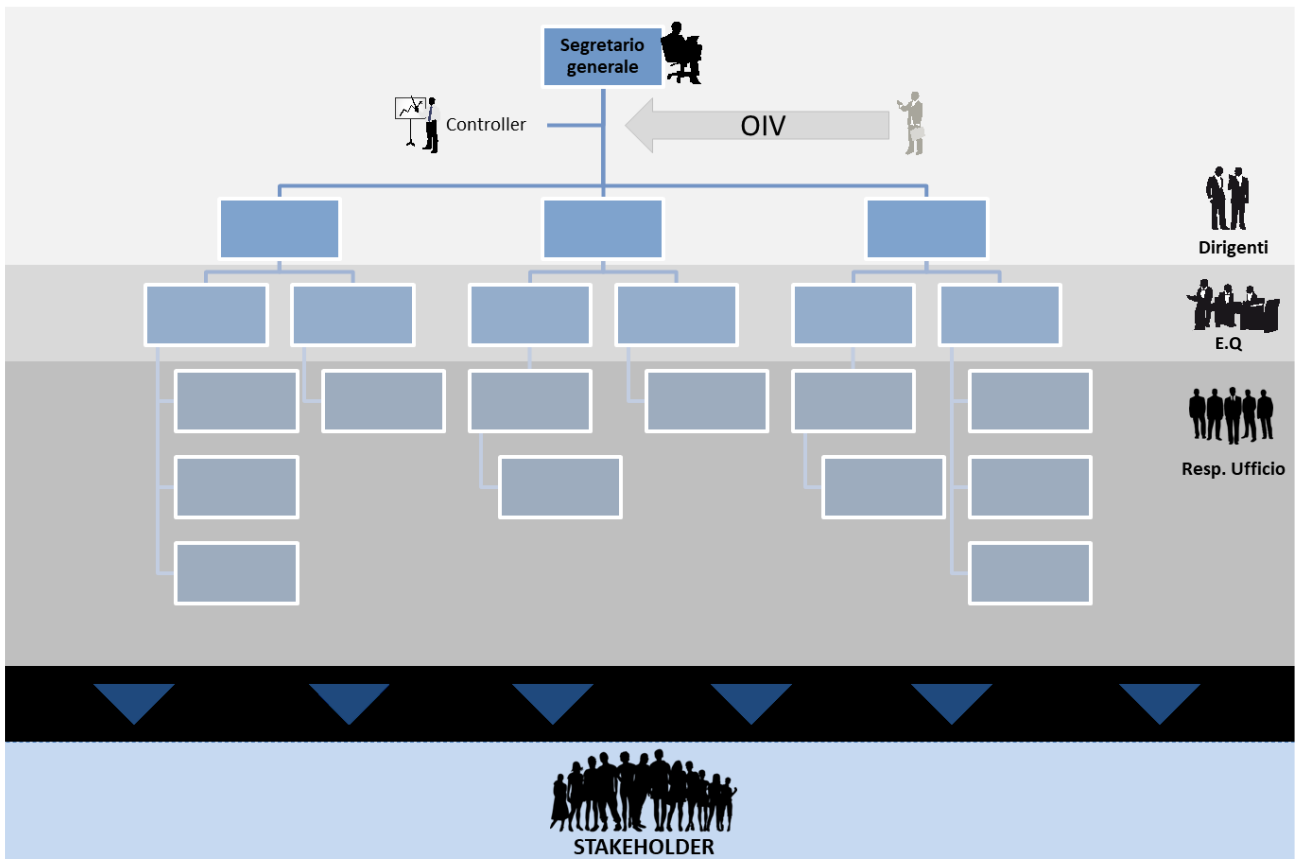 Segretario
generale
Controller
OIV
Dirigenti
E.Q
Resp. Ufficio
STAKEHOLDER